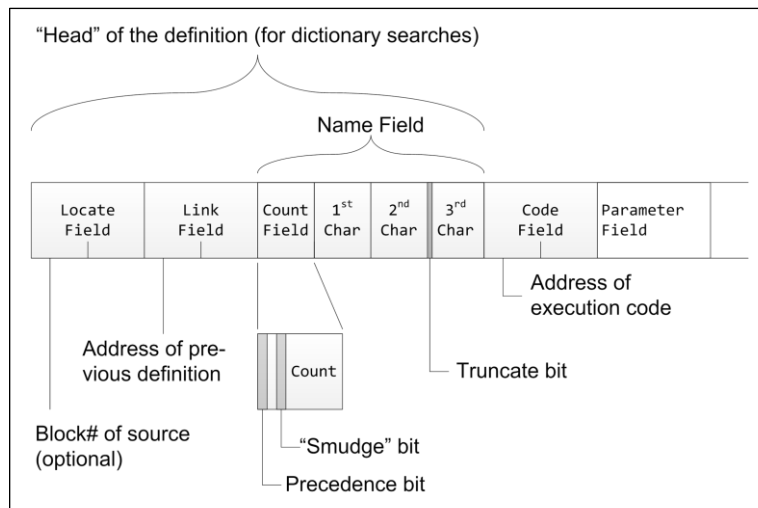 “Head” of the definition (for dictionary searches)
Name Field
Locate Field
Link Field
Count Field
1st Char
2nd Char
3rd Char
Code Field
Parameter Field
Address of execution code
Address of pre-
vious definition
Count
Truncate bit
Block# of source
(optional)
“Smudge” bit
Precedence bit